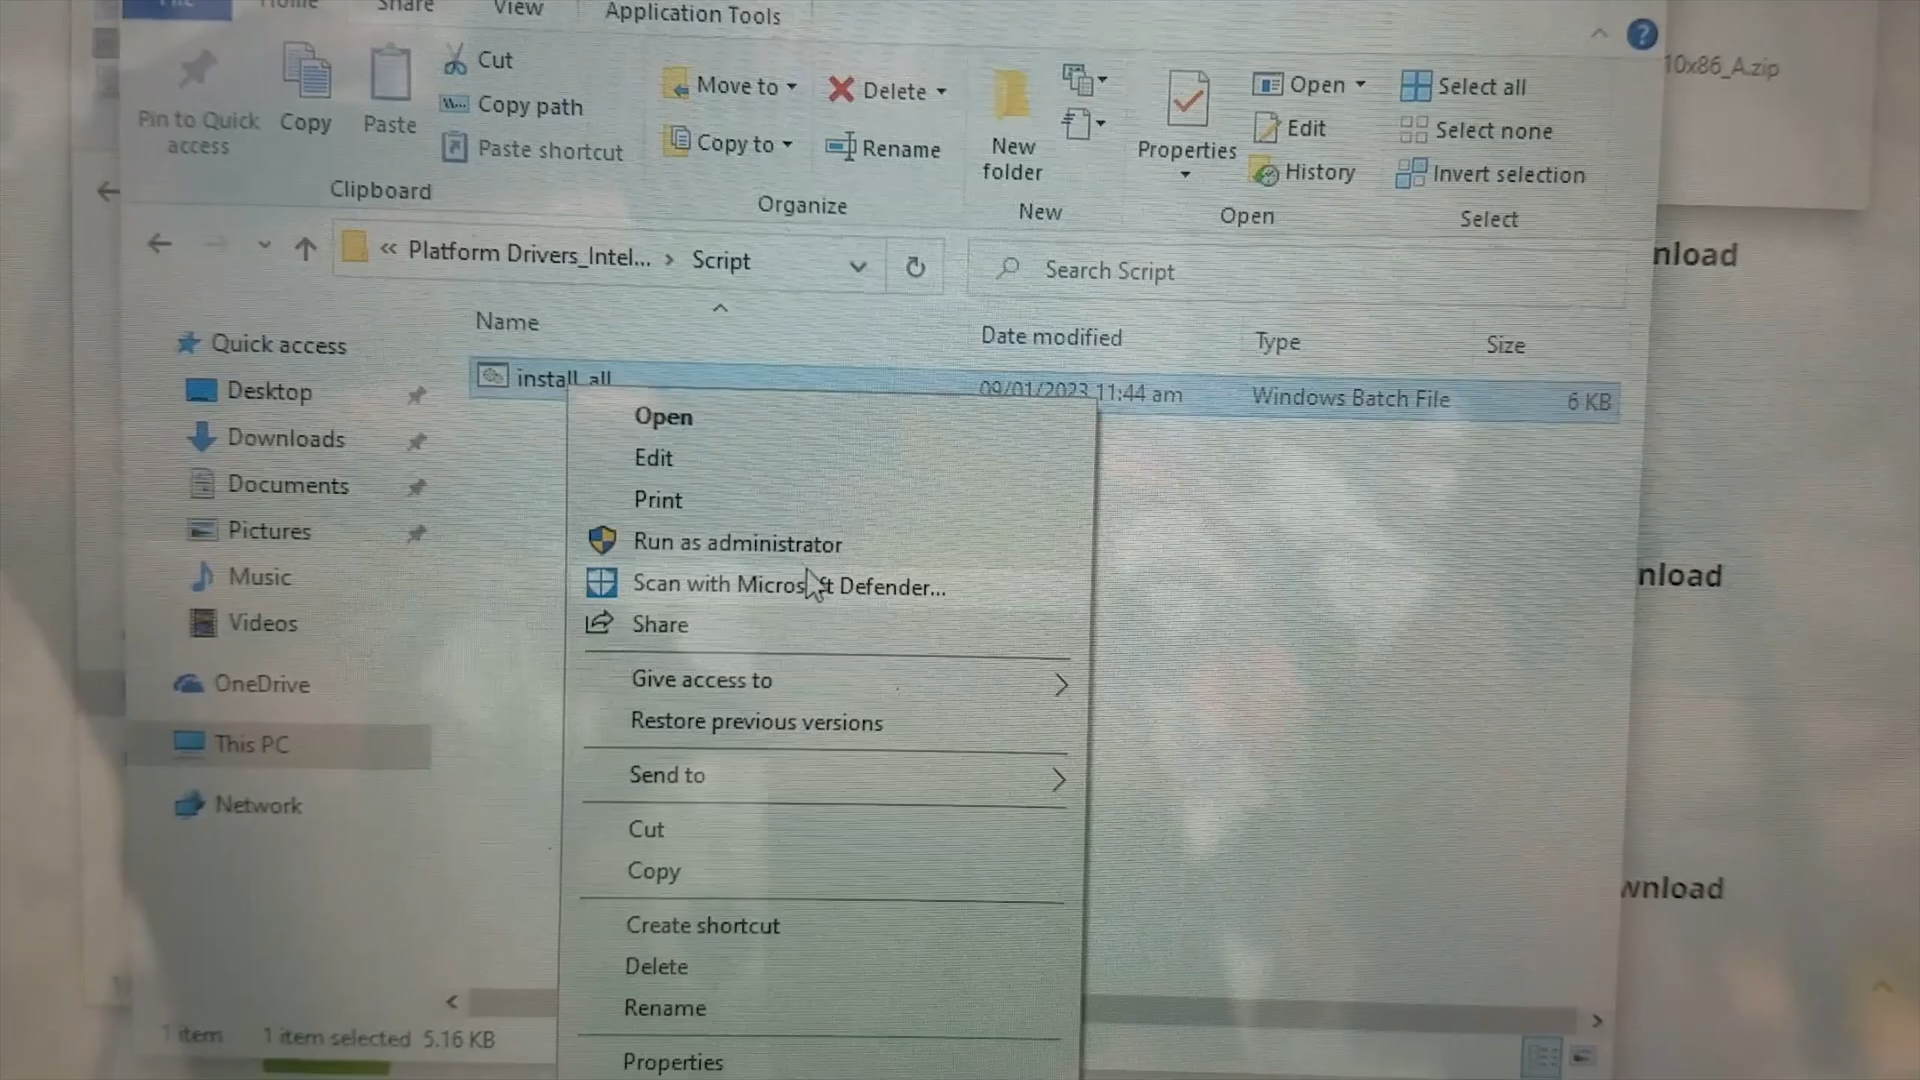 File
Home
Share
View
Application Tools
Pin to Quick
access
Copy
Paste
Cut
Copy path
Paste shortcut
Clipboard
Move to
Copy to
Delete
Rename
Organize
New
folder
New
Properties
Open
Edit
History
Open
Select all
Select none
Invert selection
Select
10x86_A.zip
« Platform Drivers_Intel... > Script
Search Script
nload
Name
Date modified
Type
Size
install_all
09/01/2023 11:44 am
Windows Batch File
6 KB
Quick access
Desktop
Downloads
Documents
Pictures
Music
Videos
OneDrive
This PC
Network
Open
Edit
Print
Run as administrator
Scan with Microsoft Defender...
Share
Give access to
Restore previous versions
Send to
Cut
Copy
Create shortcut
Delete
Rename
Properties
nload
wnload
1 item
1 item selected 5.16 KB